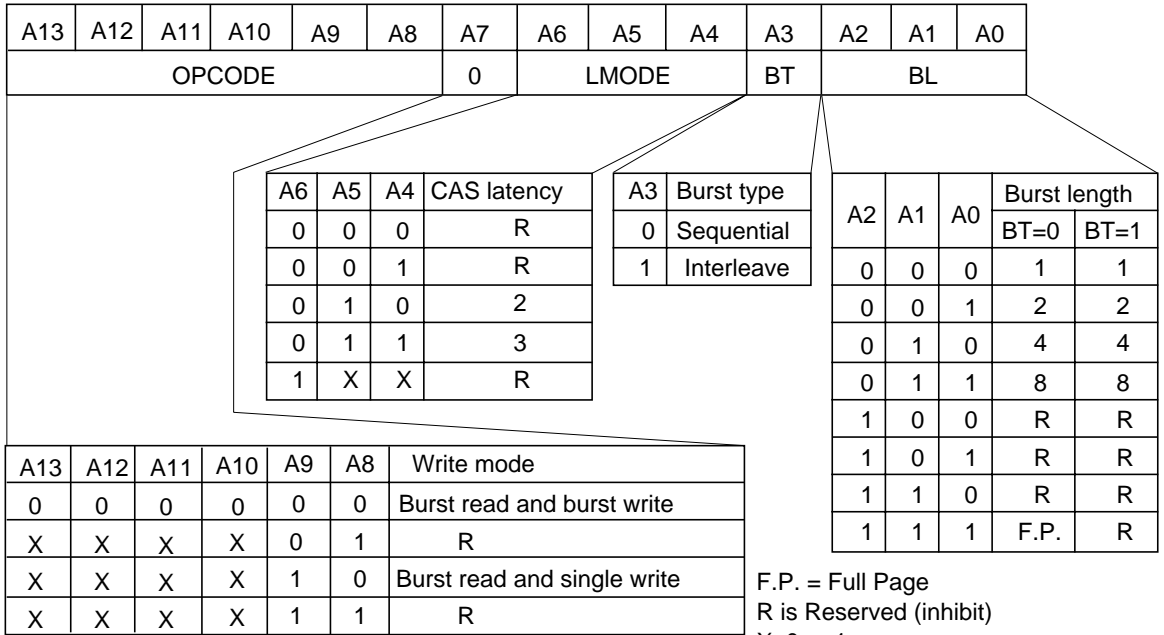 A13 A12 A11 A10 A9 A8 A7 A6 A5 A4 A3 A2 A1 A0
OPCODE 0 LMODE BT BL
A6 A5 A4 CAS latency
0 0 0 R
0 0 1 R
0 1 0 2
0 1 1 3
1 X X R
A3 Burst type
0 Sequential
1 Interleave
A2 A1 A0 Burst length
BT=0 BT=1
0 0 0 1 1
0 0 1 2 2
0 1 0 4 4
0 1 1 8 8
1 0 0 R R
1 0 1 R R
1 1 0 R R
1 1 1 F.P. R
A13 A12 A11 A10 A9 A8 Write mode
0 0 0 0 0 0 Burst read and burst write
X X X X 0 1 R
X X X X 1 0 Burst read and single write
X X X X 1 1 R
F.P. = Full Page
R is Reserved (inhibit)